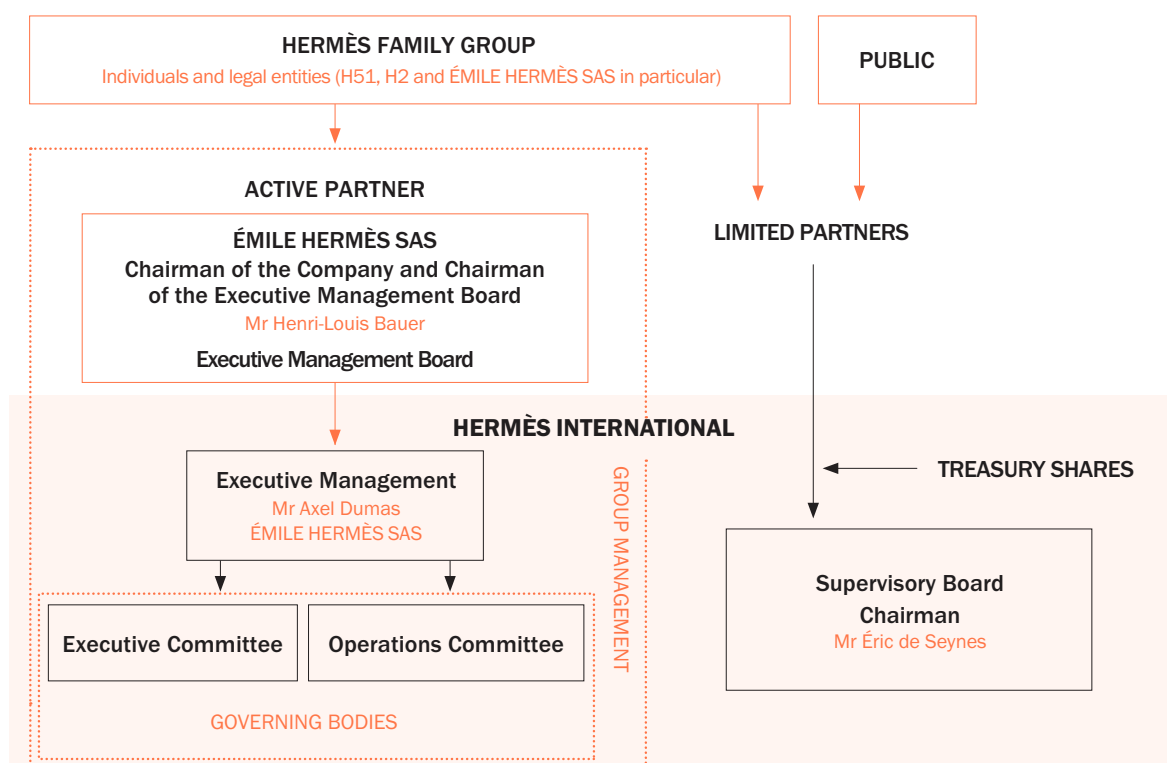 HERMÈS FAMILY GROUP
Individuals and legal entities (H51, H2 and ÉMILE HERMÈS SAS in particular)
PUBLIC
ACTIVE PARTNER
ÉMILE HERMÈS SAS
Chairman of the Company and Chairman
of the Executive Management Board
Mr Henri-Louis Bauer
Executive Management Board
LIMITED PARTNERS
HERMÈS INTERNATIONAL
Executive Management
Mr Axel Dumas
ÉMILE HERMÈS SAS
GROUP MANAGEMENT
TREASURY SHARES
Executive Committee
Operations Committee
GOVERNING BODIES
Supervisory Board
Chairman
Mr Éric de Seynes